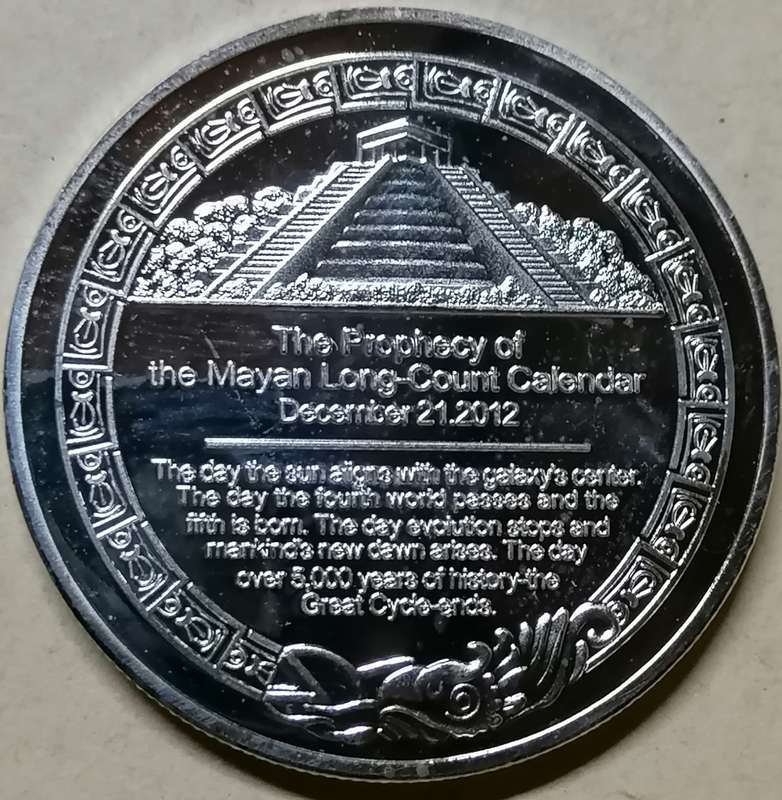 The Prophecy of
the Mayan Long-Count Calendar
December 21.2012
The day the sun aligns with the galaxy's center.
The day the fourth world passes and the
fifth is born. The day evolution stops and
mankind's new dawn arises. The day
over 5,000 years of history-the
Great Cycle-ends.